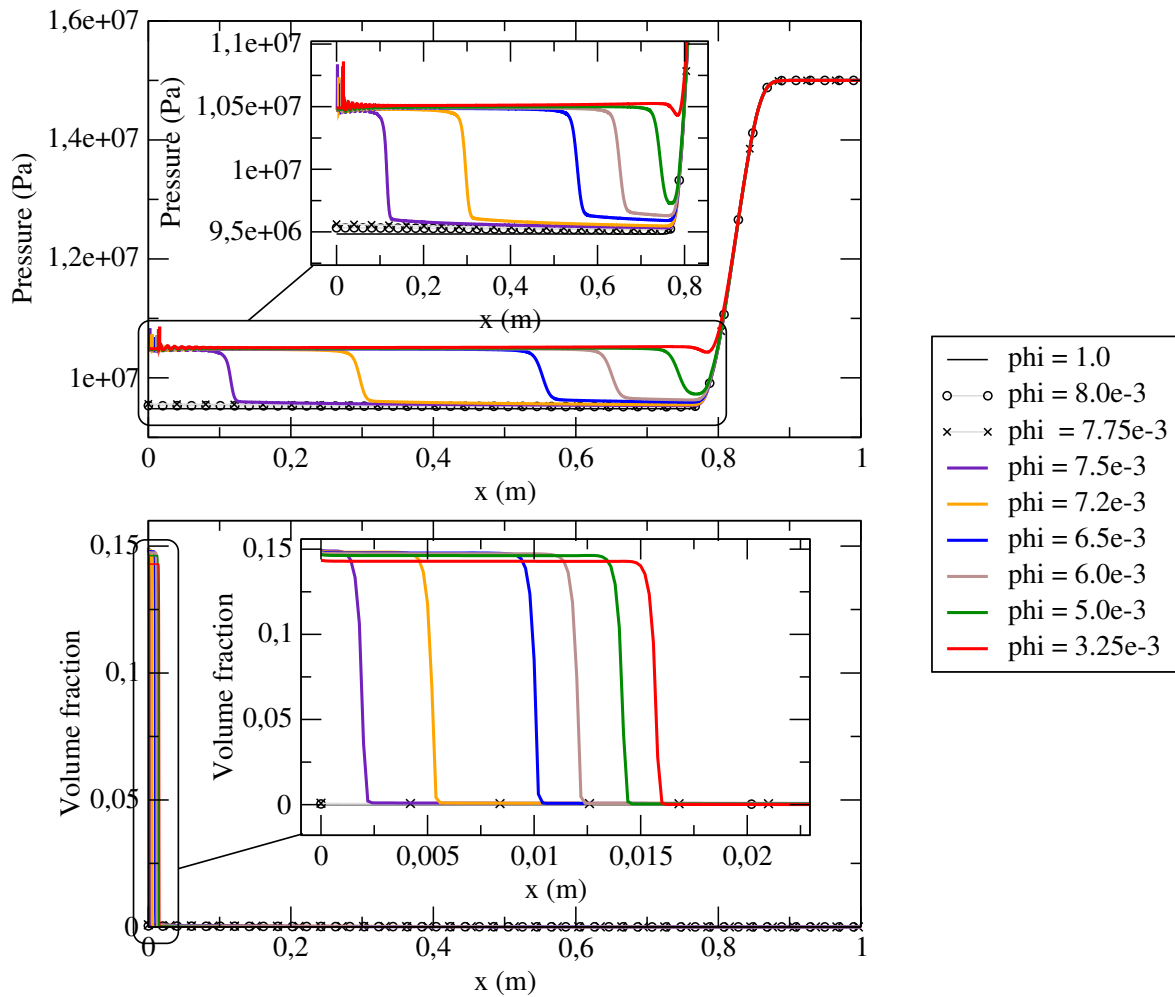 1,6e+07
1,4e+07
1,2e+07
1e+07
Pressure (Pa)
0 0,2 0,4 0,6 0,8 1
x (m)
1,1e+07
1,05e+07
1e+07
9,5e+06
Pressure (Pa)
0 0,2 0,4 0,6 0,8
x (m)
phi = 1.0
phi = 8.0e-3
phi = 7.75e-3
phi = 7.5e-3
phi = 7.2e-3
phi = 6.5e-3
phi = 6.0e-3
phi = 5.0e-3
phi = 3.25e-3
0,15
0,1
0,05
0
Volume fraction
0 0,2 0,4 0,6 0,8 1
x (m)
0,15
0,1
0,05
0
Volume fraction
0 0,005 0,01 0,015 0,02
x (m)